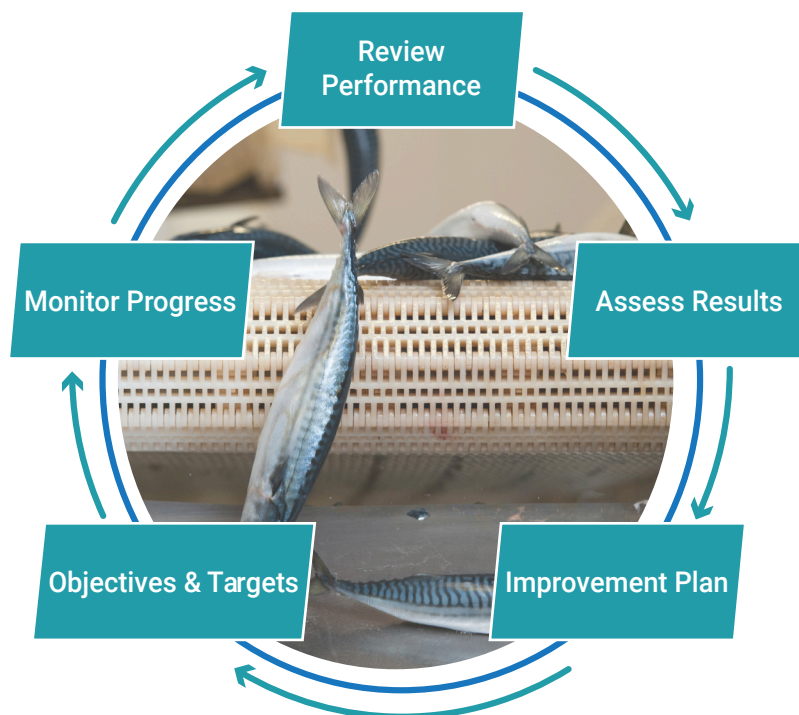 Review
Performance
Assess Results
Improvement Plan
Objectives & Targets
Monitor Progress